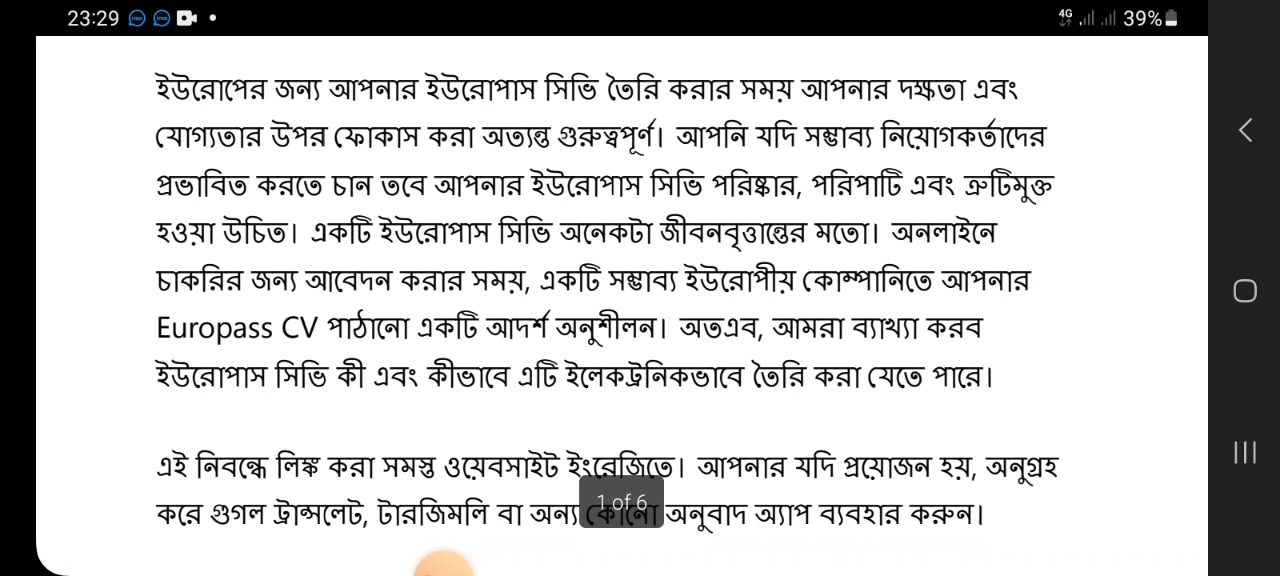 23:29
4G 39%
ইউরোপের জন্য আপনার ইউরোপাস সিভি তৈরি করার সময় আপনার দক্ষতা এবং
যোগ্যতার উপর ফোকাস করা অত্যন্ত গুরুত্বপূর্ণ। আপনি যদি সম্ভাব্য নিয়োগকর্তাদের
প্রভাবিত করতে চান তবে আপনার ইউরোপাস সিভি পরিষ্কার, পরিপাটি এবং ত্রুটিমুক্ত
হওয়া উচিত। একটি ইউরোপাস সিভি অনেকটা জীবনবৃত্তান্তের মতো। অনলাইনে
চাকরির জন্য আবেদন করার সময়, একটি সম্ভাব্য ইউরোপীয় কোম্পানিতে আপনার
Europass CV পাঠানো একটি আদর্শ অনুশীলন। অতএব, আমরা ব্যাখ্যা করব
ইউরোপাস সিভি কী এবং কীভাবে এটি ইলেকট্রনিকভাবে তৈরি করা যেতে পারে।
এই নিবন্ধে লিঙ্ক করা সমস্ত ওয়েবসাইট ইংরেজিতে। আপনার যদি প্রয়োজন হয়, অনুগ্রহ
করে গুগল ট্রান্সলেট, টারজিমলি বা অন্য কোনো অনুবাদ অ্যাপ ব্যবহার করুন।
1 of 6